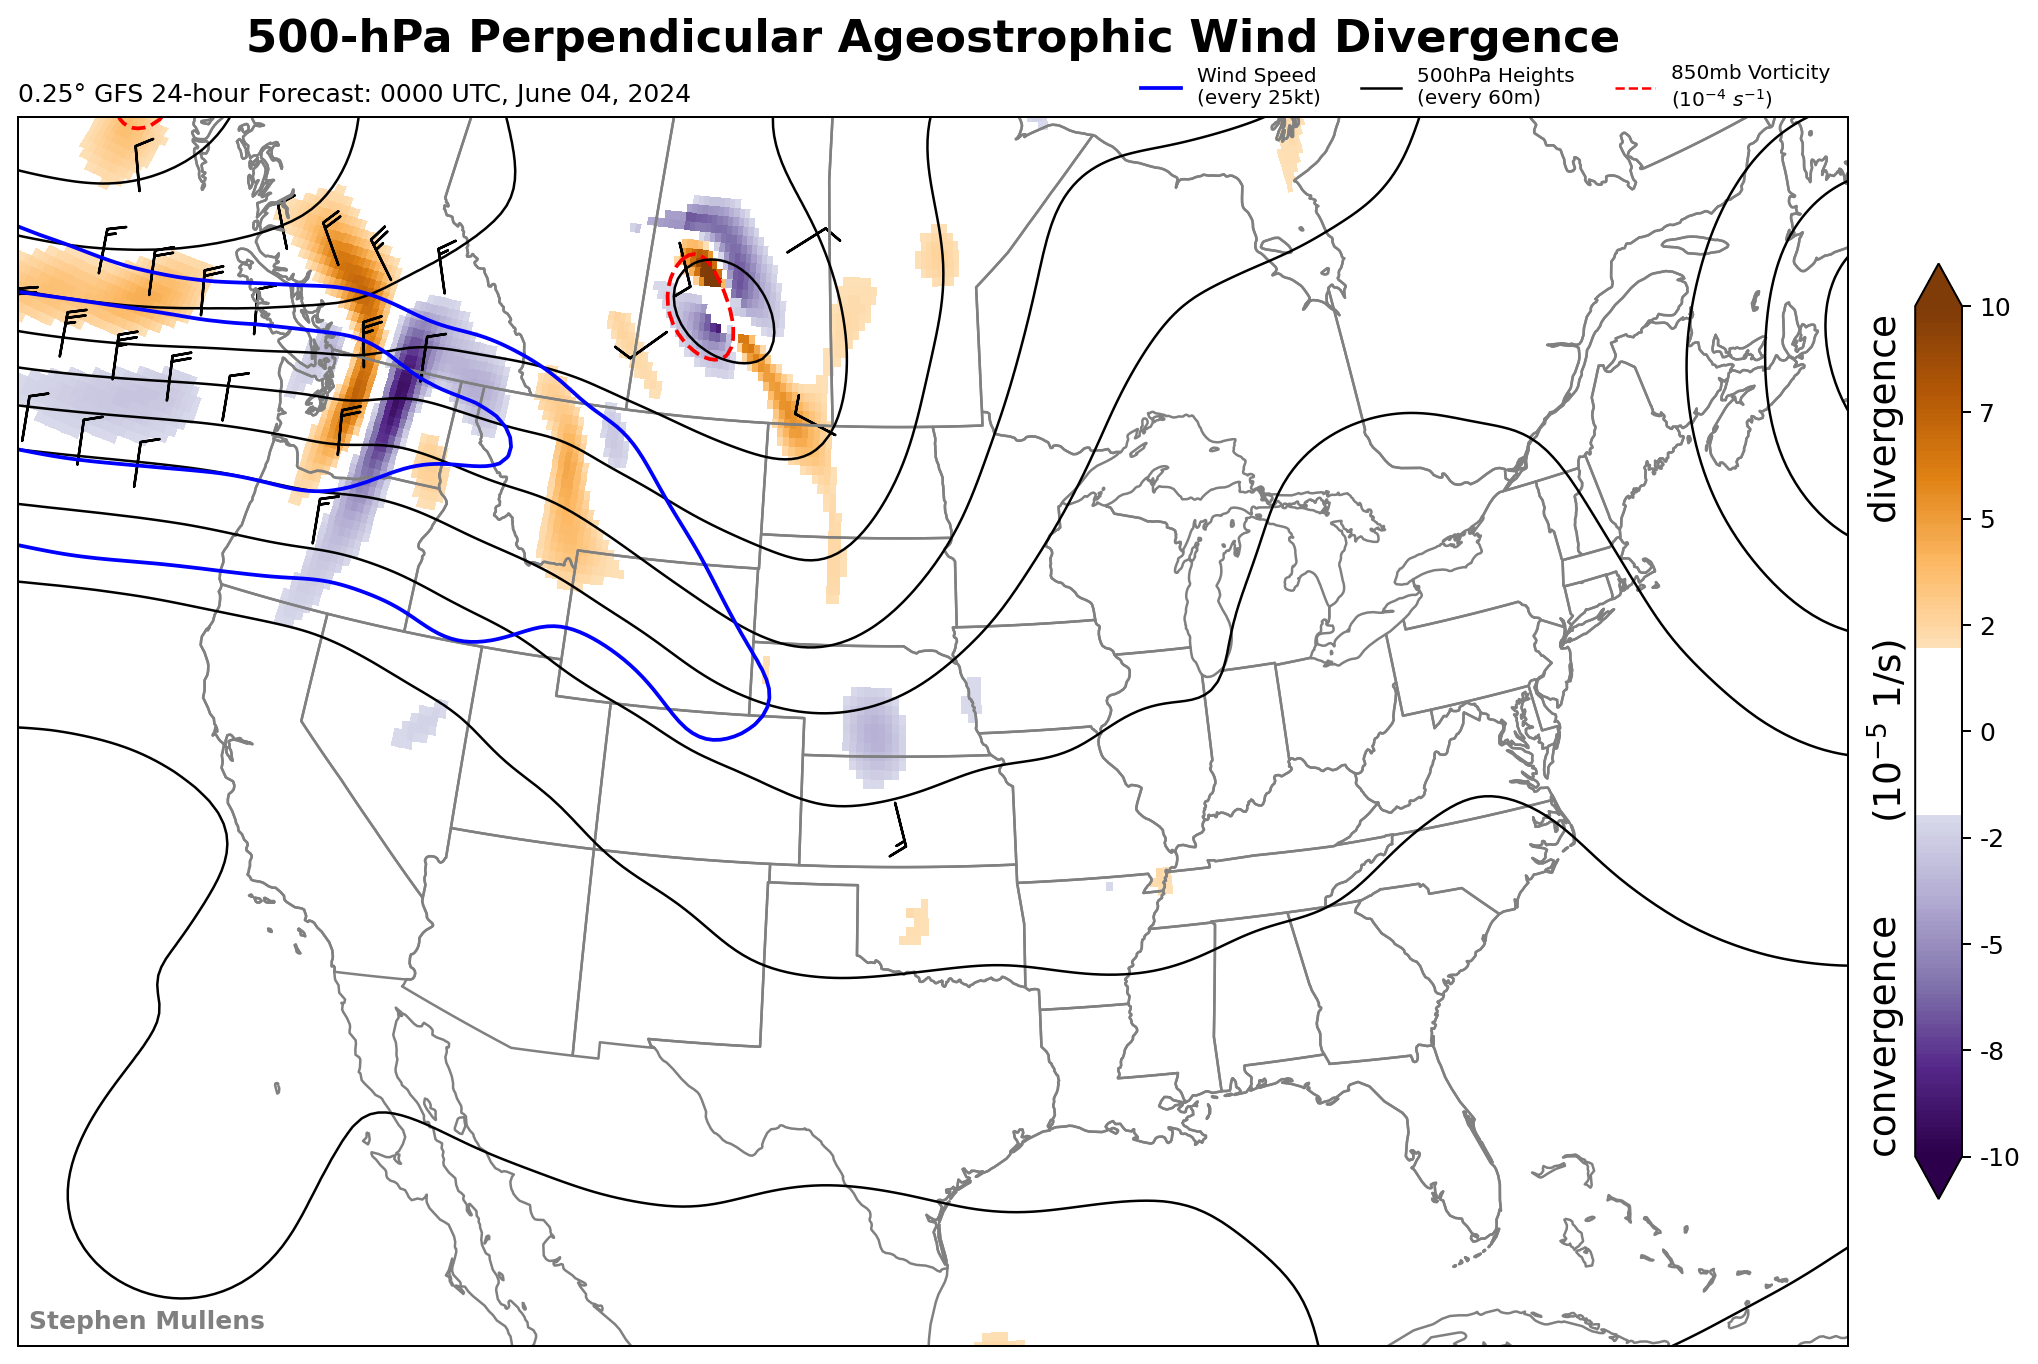 500-hPa Perpendicular Ageostrophic Wind Divergence
0.25° GFS 24-hour Forecast: 0000 UTC, June 04, 2024
Wind Speed
(every 25kt)
500hPa Heights
(every 60m)
850mb Vorticity
(10⁻⁴ s⁻¹)
10
7
5
2
0
-2
-5
-8
-10
convergence (10⁻⁵ 1/s) divergence
Stephen Mullens